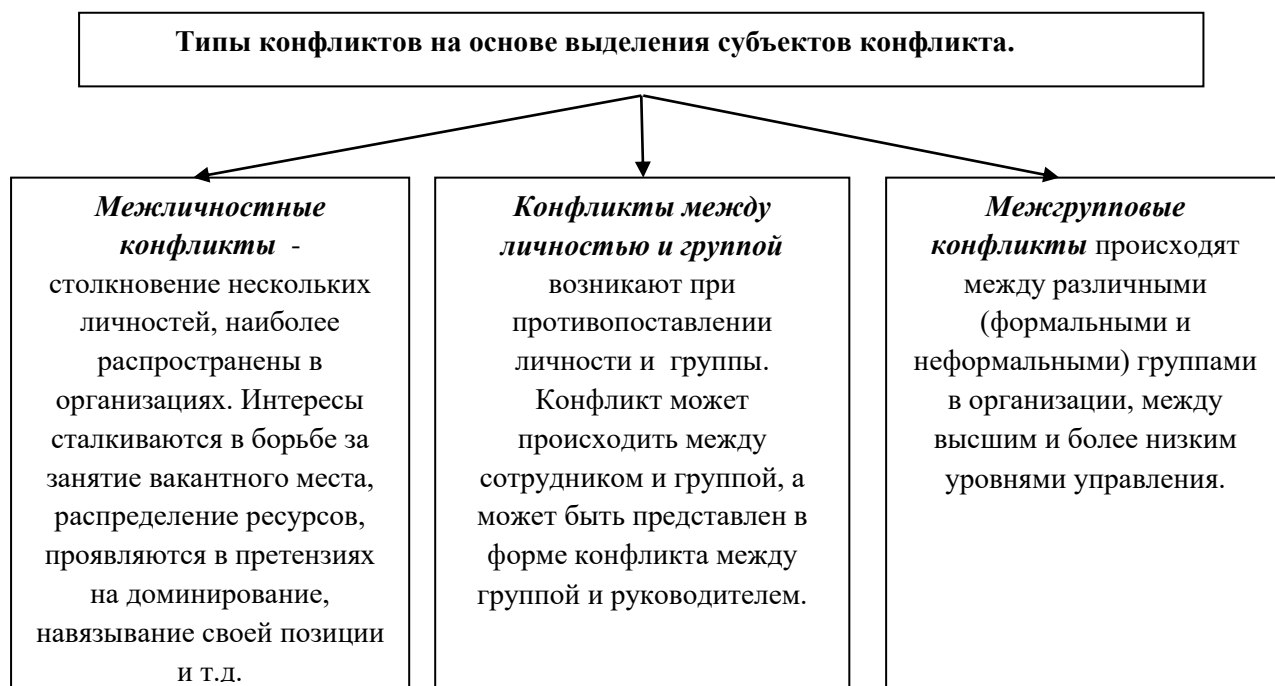 Типы конфликтов на основе выделения субъектов конфликта.
Межличностные
конфликты -
столкновение нескольких
личностей, наиболее
распространены в
организациях. Интересы
сталкиваются в борьбе за
занятие вакантного места,
распределение ресурсов,
проявляются в претензиях
на доминирование,
навязывание своей позиции
и т.д.
Конфликты между
личностью и группой
возникают при
противопоставлении
личности и группы.
Конфликт может
происходить между
сотрудником и группой, а
может быть представлен в
форме конфликта между
группой и руководителем.
Межгрупповые
конфликты происходят
между различными
(формальными и
неформальными) группами
в организации, между
высшим и более низким
уровнями управления.